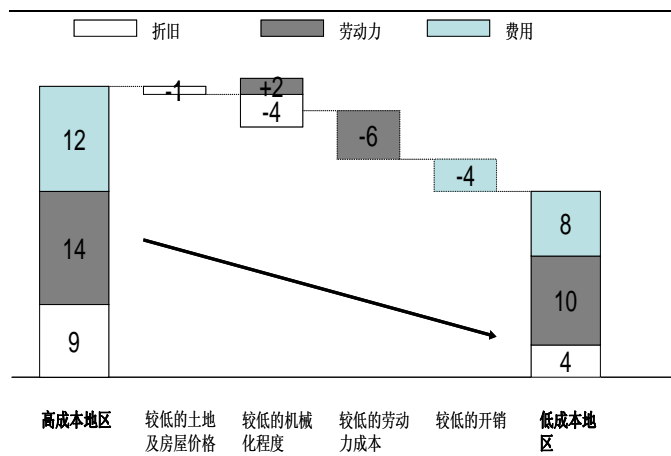 折旧
劳动力
费用
12
14
9
-1
+2
-4
-6
-4
8
10
4
高成本地区
较低的土地
及房屋价格
较低的机械
化程度
较低的劳动
力成本
较低的开销
低成本地
区